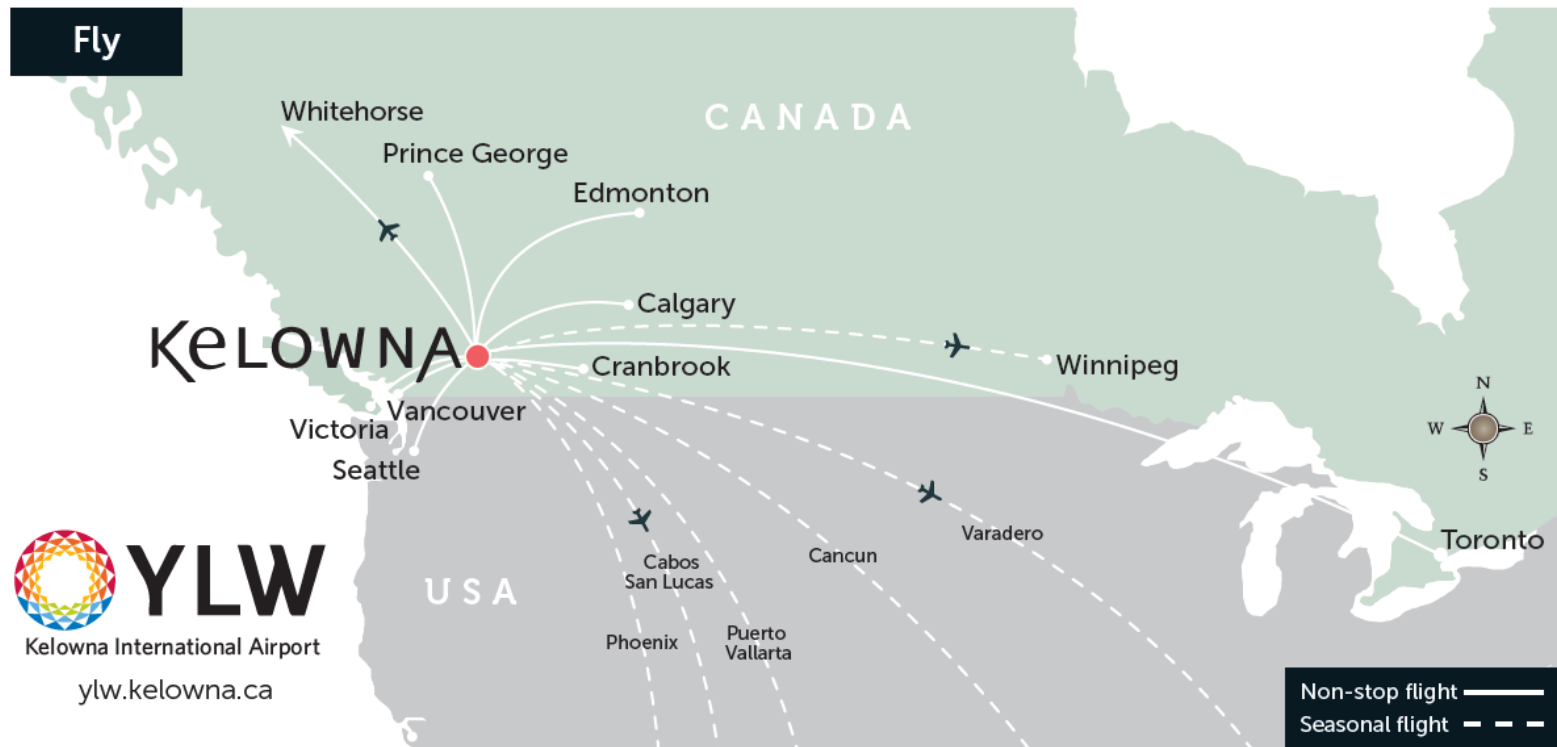 Fly
CANADA
Whitehorse
Prince George
Edmonton
Calgary
KeLOWNA
Cranbrook
Winnipeg
Vancouver
Victoria
Seattle
N
W
E
S
Toronto
Varadero
Cancun
Cabos
San Lucas
USA
Phoenix
Puerto
Vallarta
YLW
Kelowna International Airport
ylw.kelowna.ca
Non-stop flight
Seasonal flight